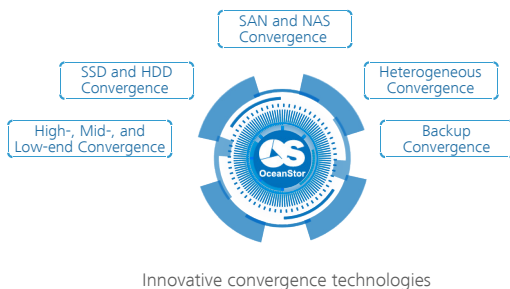 SAN and NAS
Convergence
SSD and HDD
Convergence
Heterogeneous
Convergence
High-, Mid-, and
Low-end Convergence
Backup
Convergence
OS
OceanStor
Innovative convergence technologies